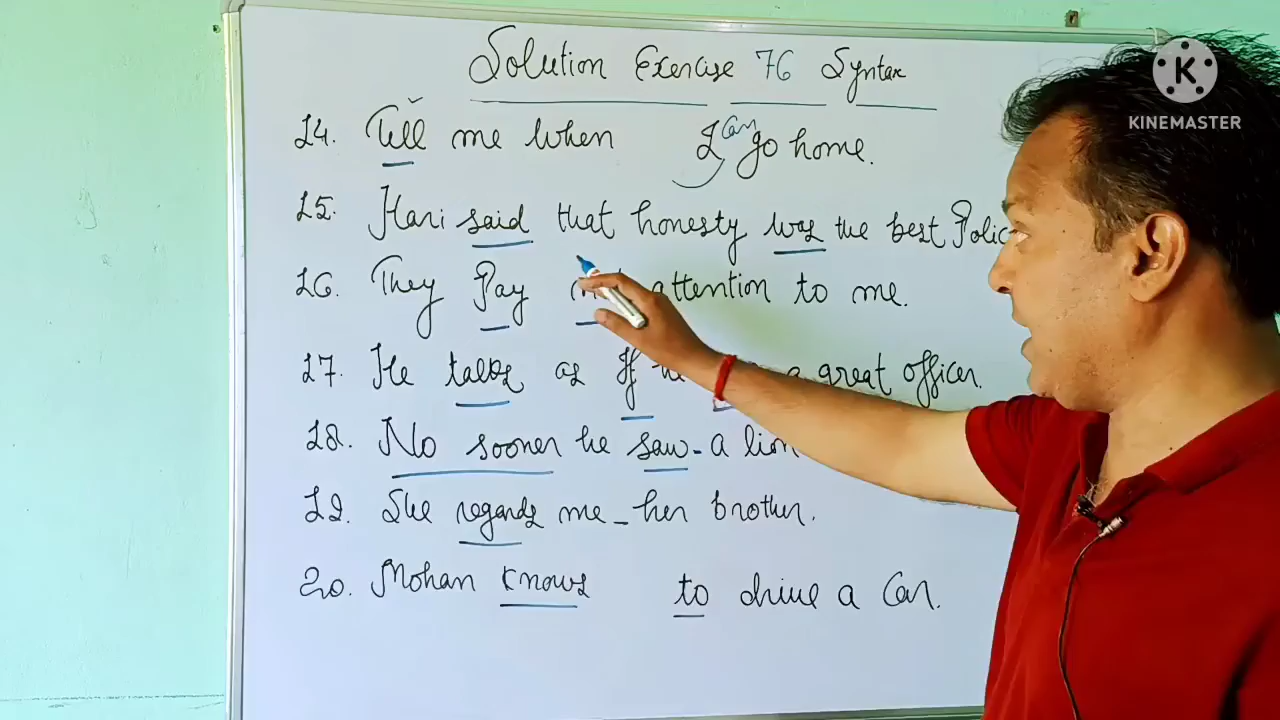 Solution Exercise 76 Syntax
14. Tell me when I can go home.
15. Hari said that honesty was the best Polic
16. They Pay attention to me.
17. He talks as If he a great officer.
18. No sooner he saw a lion
19. She regards me - her brother.
20. Mohan knows to drive a Car.
K
KINEMASTER